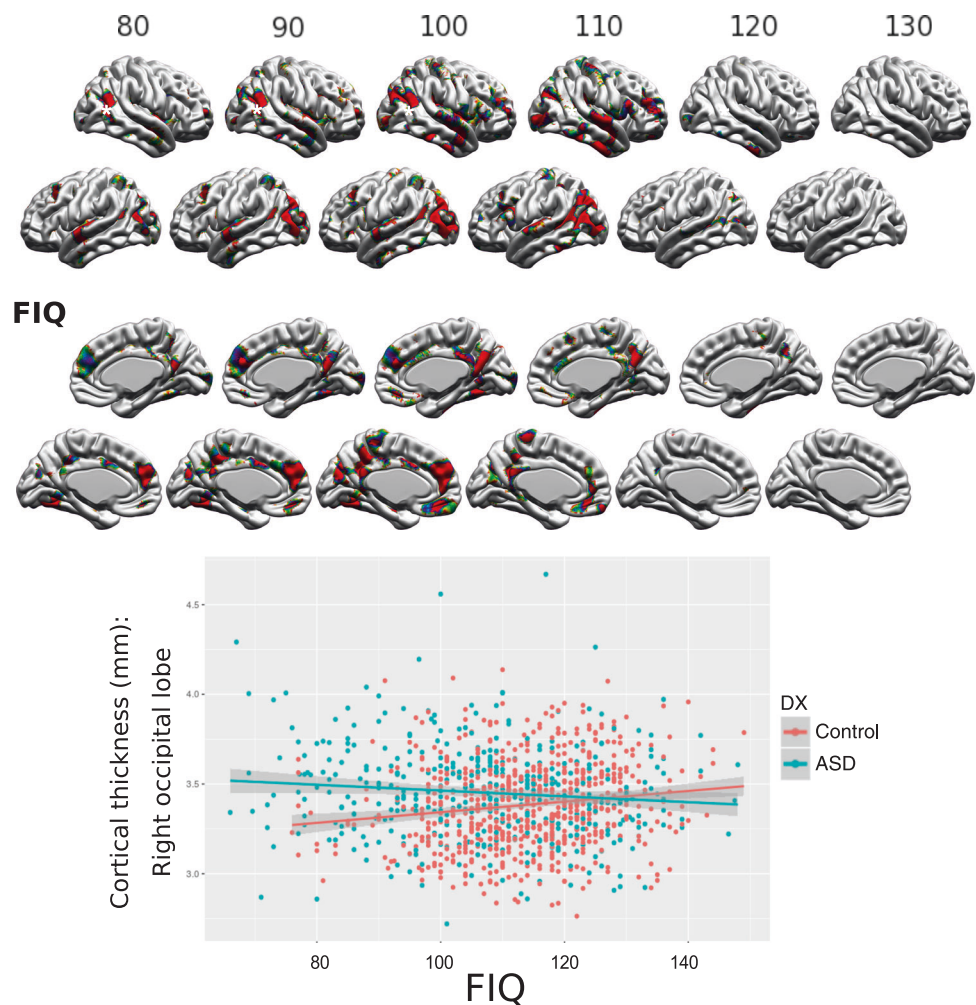 80 90 100 110 120 130
*
*
*
FIQ
Cortical thickness (mm):
Right occipital lobe
4.5
4.0
3.5
3.0
80 100 120 140
FIQ
DX
Control
ASD